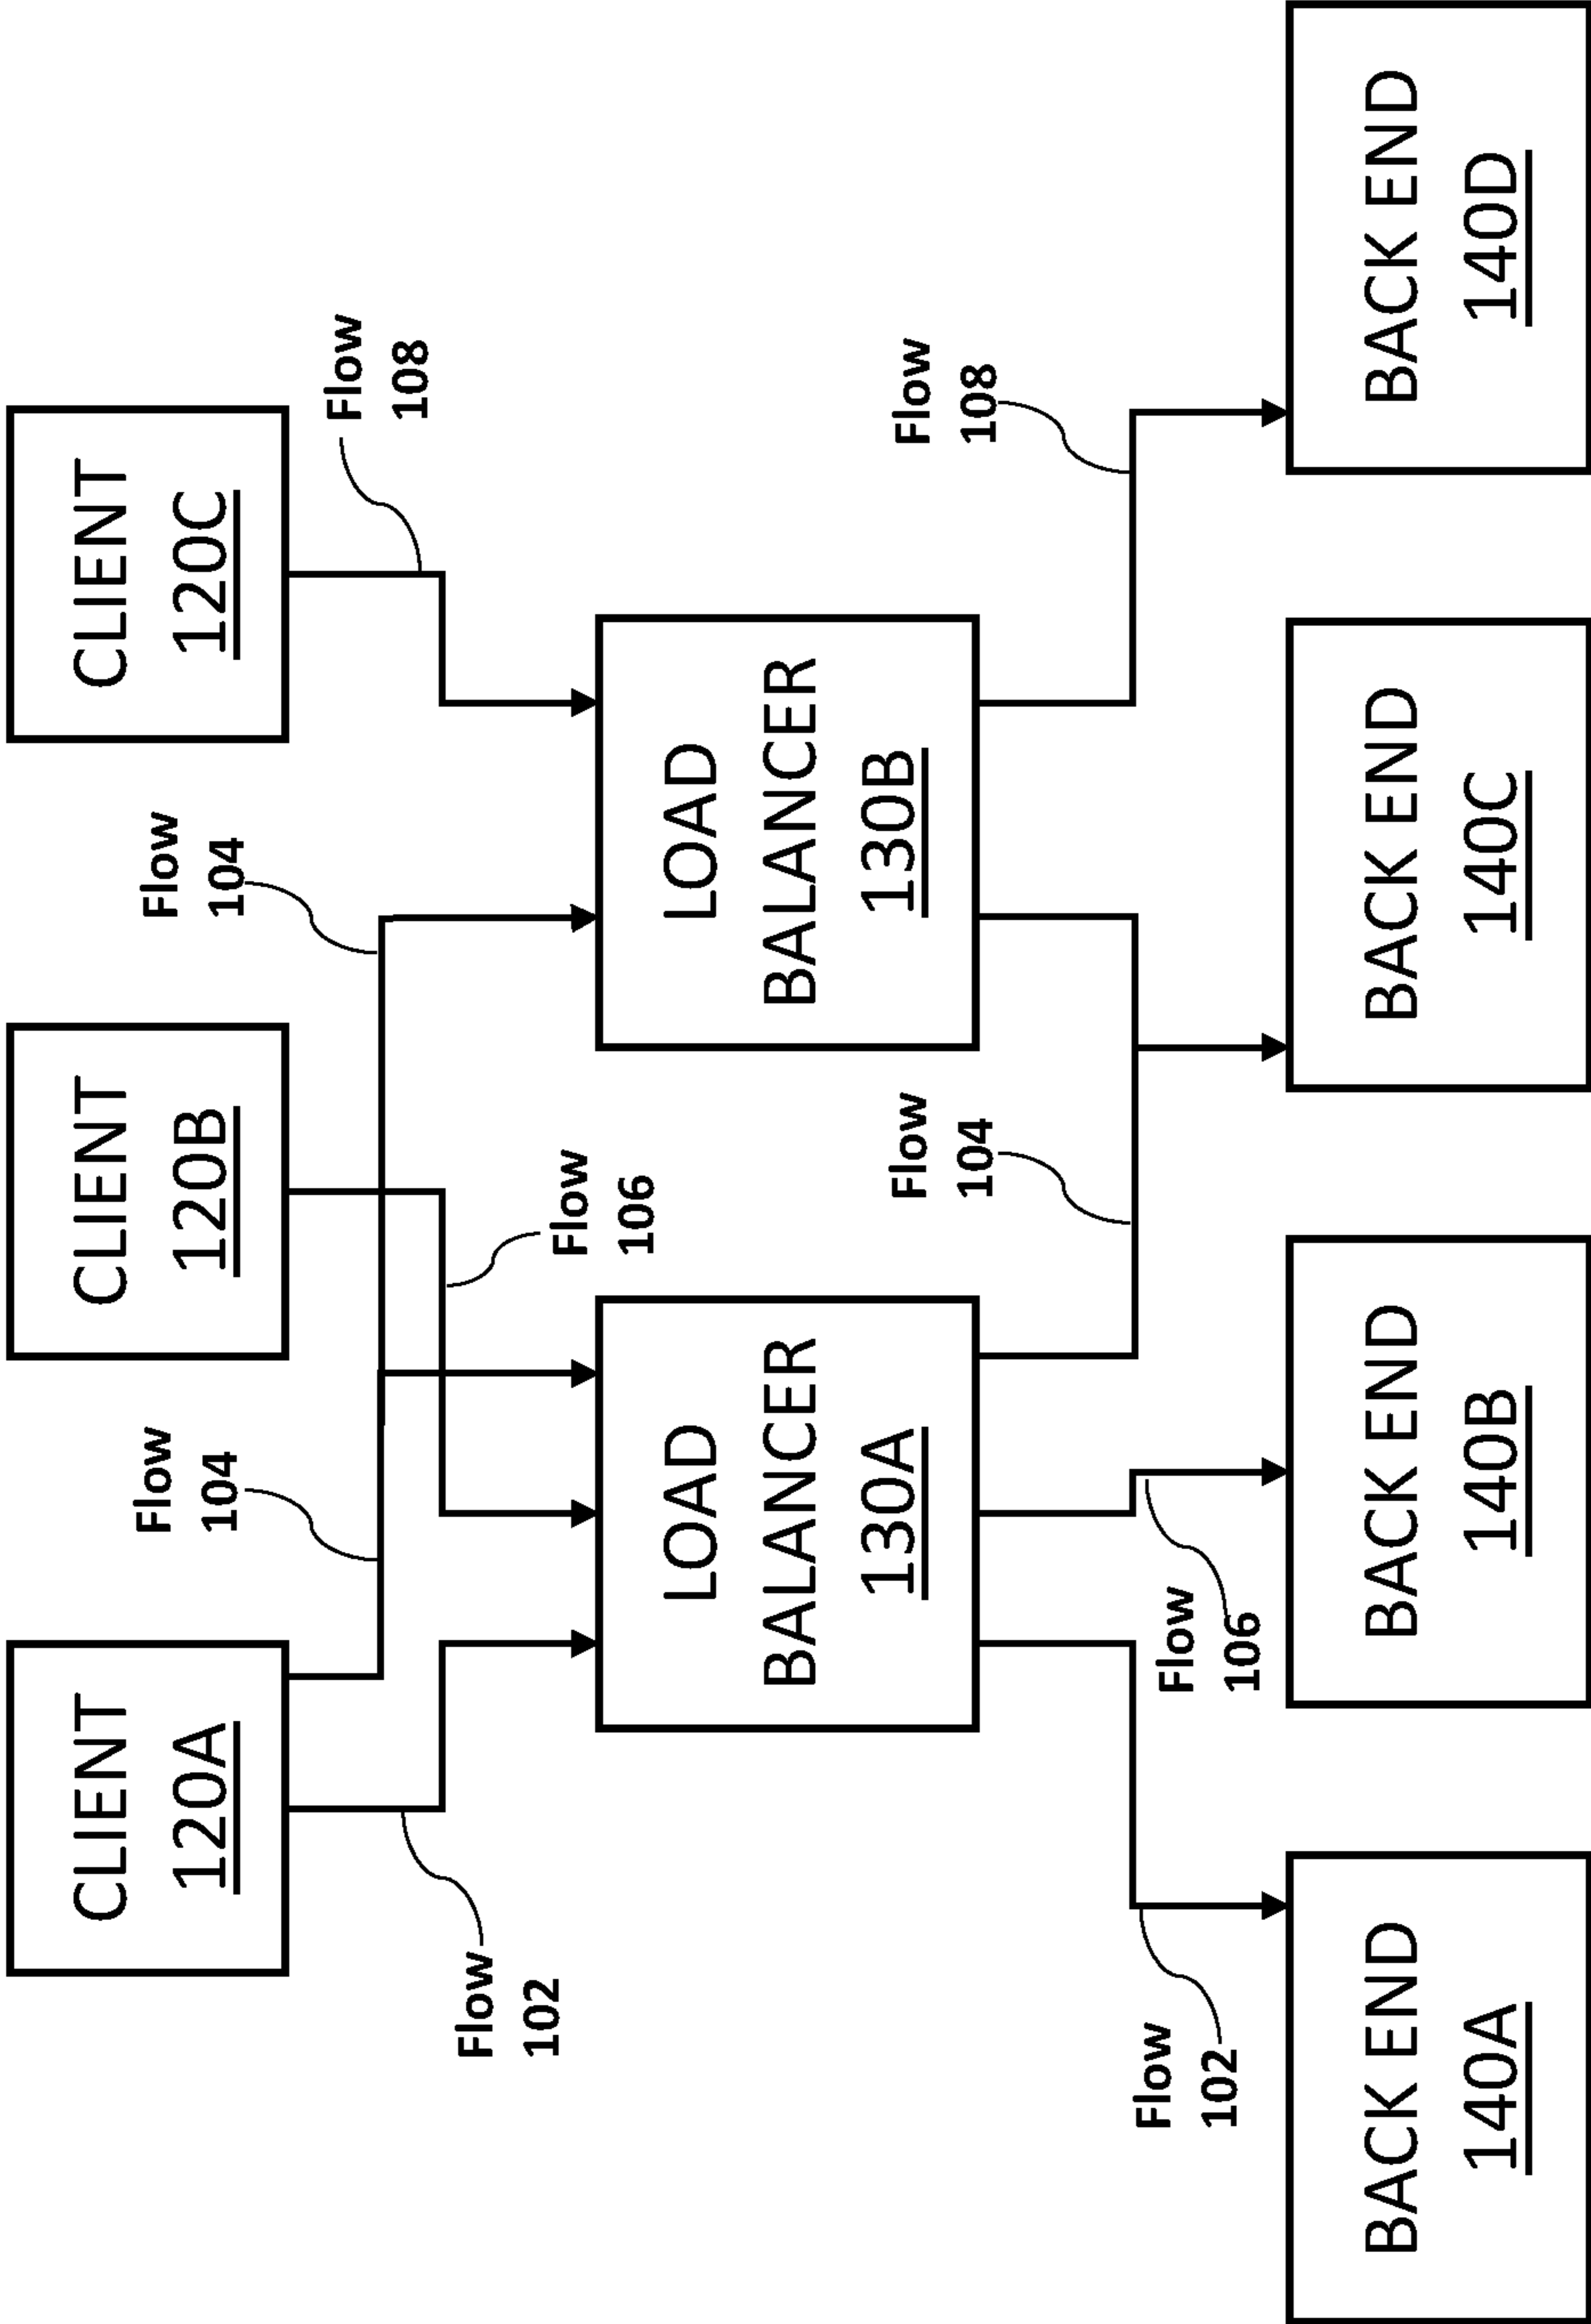 CLIENT
120A
CLIENT
120B
CLIENT
120C
Flow
104
Flow
104
Flow
108
Flow
102
Flow
106
LOAD
BALANCER
130A
LOAD
BALANCER
130B
Flow
104
Flow
108
Flow
102
Flow
106
BACK END
140A
BACK END
140B
BACK END
140C
BACK END
140D